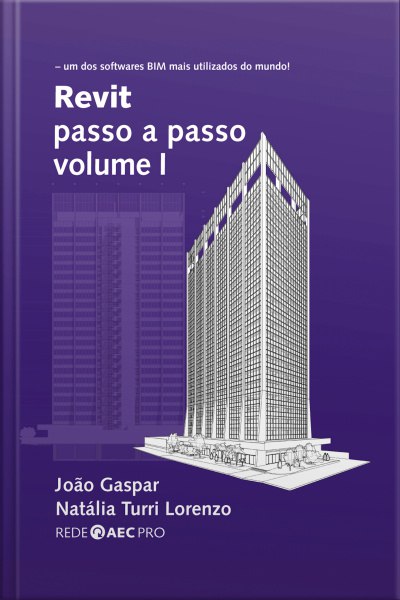 – um dos softwares BIM mais utilizados do mundo!
Revit
passo a passo
volume I
João Gaspar
Natália Turri Lorenzo
REDE AEC PRO